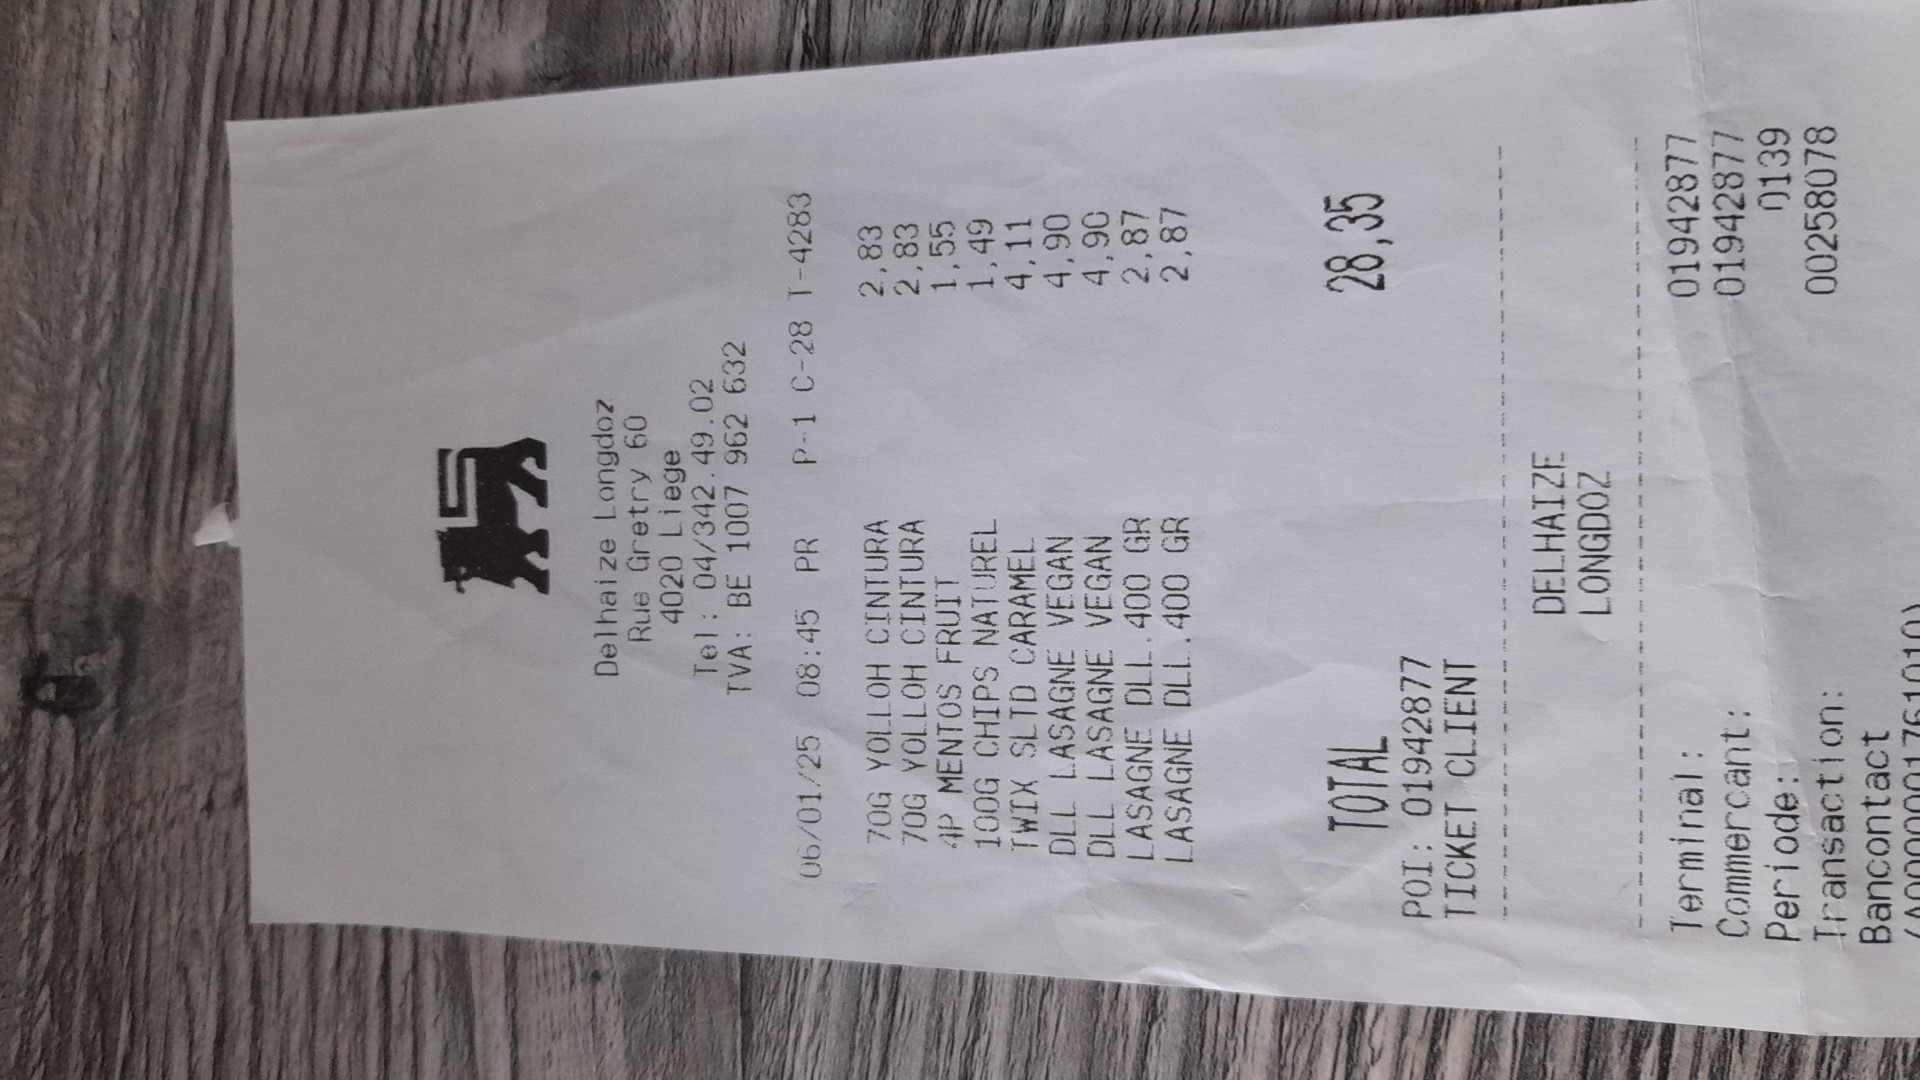 Delhaize Longdoz
Rue Gretry 60
4020 Liege
Tel: 04/342.49.02
TVA: BE 1007 962 632
06/01/25 08:45 PR P-1 C-28 T-4283
70G YOLLOH CINTURA 2,83
70G YOLLOH CINTURA 2,83
4P MENTOS FRUIT 1,55
100G CHIPS NATUREL 1,49
TWIX SLTD CARAMEL 4,11
DLL LASAGNE VEGAN 4,90
DLL LASAGNE VEGAN 4,90
LASAGNE DLL.400 GR 2,87
LASAGNE DLL.400 GR 2,87
TOTAL 28,35
POI: 01942877
TICKET CLIENT
DELHAIZE
LONGDOZ
Terminal: 01942877
Commercant: 01942877
Periode: 0139
Transaction: 00258078
Bancontact